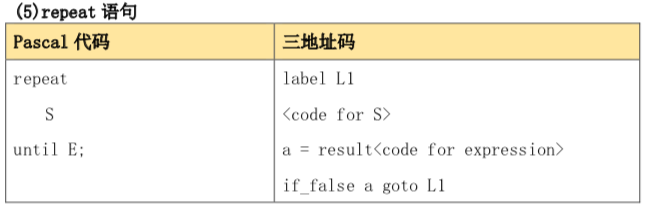 (5)repeat 语句
Pascal 代码 三地址码
repeat label L1
S <code for S>
until E; a = result<code for expression>
if_false a goto L1